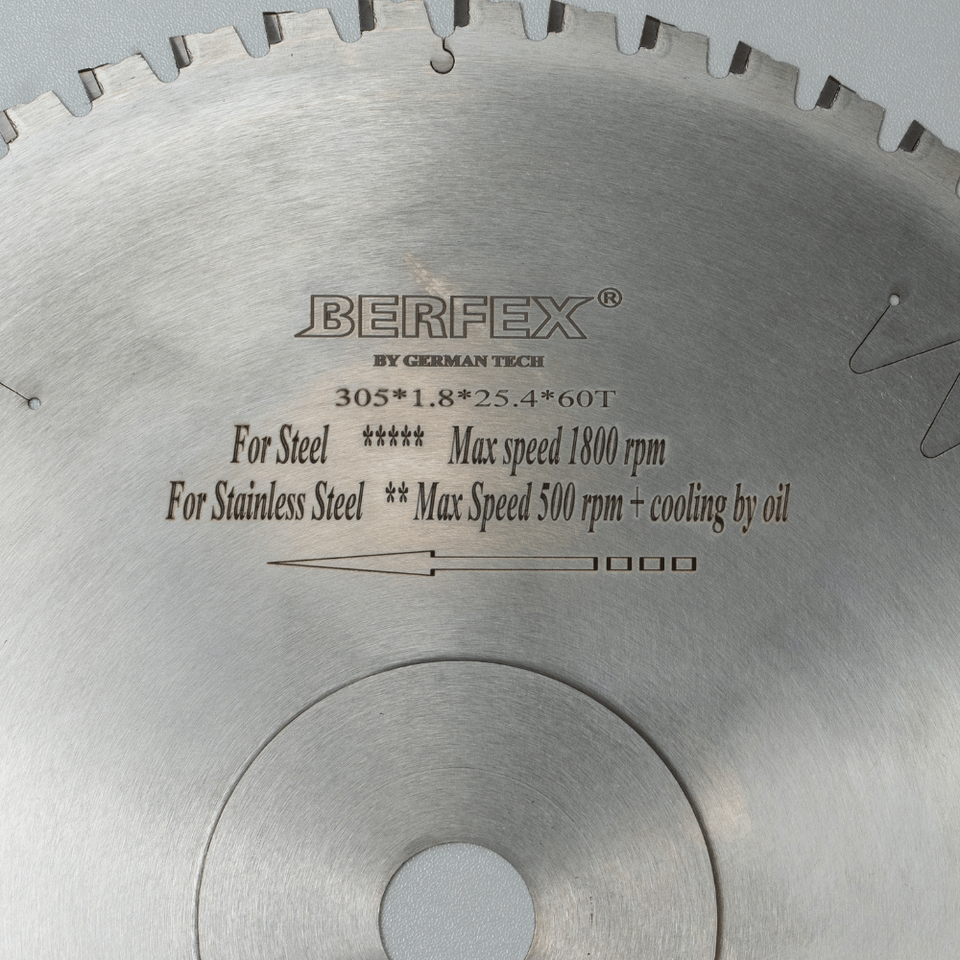 BERFEX®
BY GERMAN TECH
305*1.8*25.4*60T
For Steel ***** Max speed 1800 rpm
For Stainless Steel ** Max Speed 500 rpm + cooling by oil